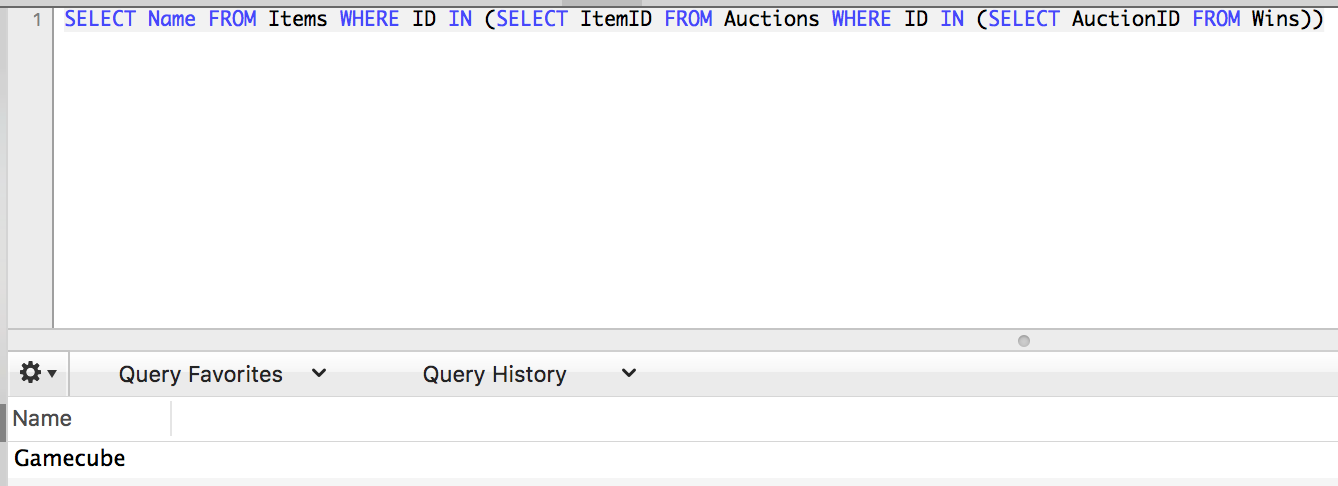 1 SELECT Name FROM Items WHERE ID IN (SELECT ItemID FROM Auctions WHERE ID IN (SELECT AuctionID FROM Wins))
Query Favorites Query History
Name
Gamecube